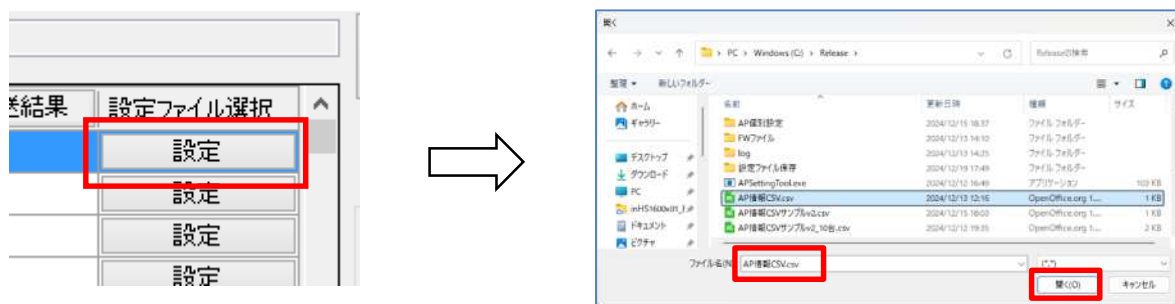 送結果 設定ファイル選択
設定
設定
設定
設定
開く
PC > Windows (C:) > Release >
Releaseの検索
整理 新しいフォルダー
名前 更新日時 種類 サイズ
ホーム
ギャラリー
デスクトップ
ダウンロード
PC
ドキュメント
ピクチャ
AP個別設定 2024/12/15 18:37 ファイル フォルダー
FWファイル 2024/12/13 14:10 ファイル フォルダー
log 2024/12/13 14:35 ファイル フォルダー
設定ファイル保存 2024/12/19 17:49 ファイル フォルダー
APSettingTool.exe 2024/12/12 16:49 アプリケーション 103 KB
AP情報CSV.csv 2024/12/13 12:16 OpenOffice.org 1.... 1 KB
AP情報CSVサンプルv2.csv 2024/12/15 18:03 OpenOffice.org 1.... 1 KB
AP情報CSVサンプルv2_10台.csv 2024/12/12 19:35 OpenOffice.org 1.... 2 KB
ファイル名(N): AP情報CSV.csv (*.*)
開く(O) キャンセル